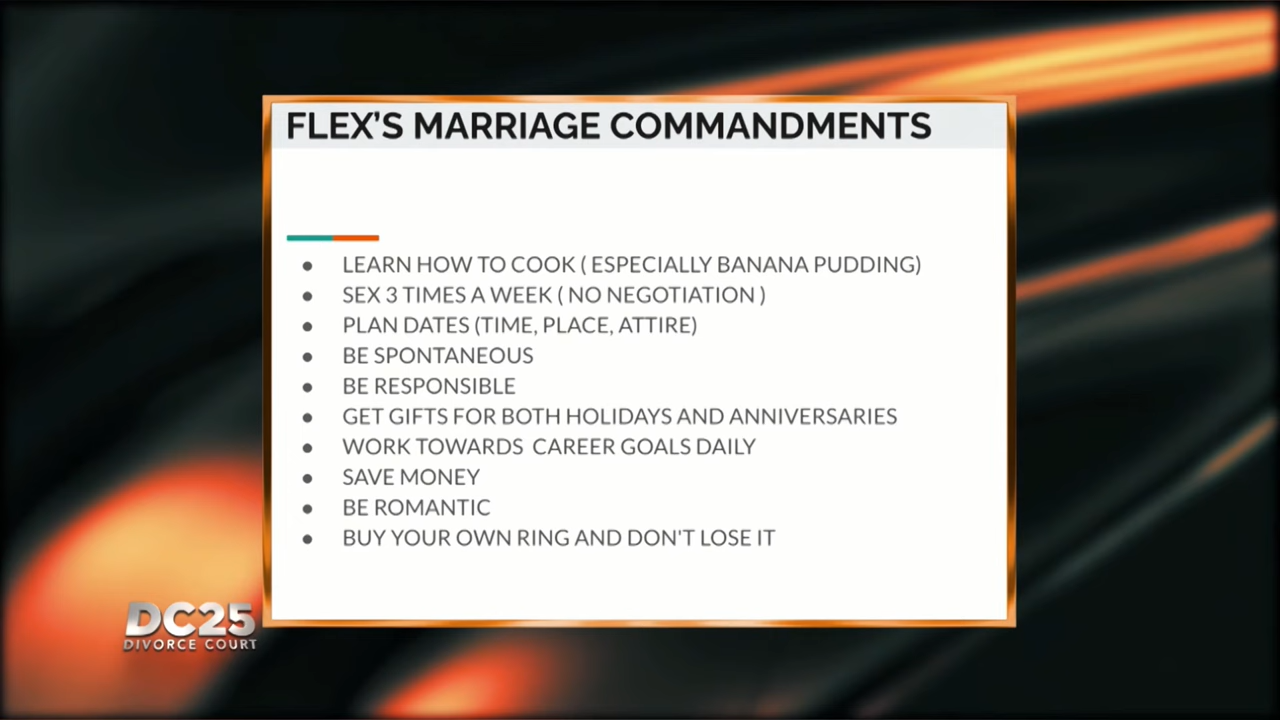 FLEX'S MARRIAGE COMMANDMENTS
● LEARN HOW TO COOK ( ESPECIALLY BANANA PUDDING)
● SEX 3 TIMES A WEEK ( NO NEGOTIATION )
● PLAN DATES (TIME, PLACE, ATTIRE)
● BE SPONTANEOUS
● BE RESPONSIBLE
● GET GIFTS FOR BOTH HOLIDAYS AND ANNIVERSARIES
● WORK TOWARDS  CAREER GOALS DAILY
● SAVE MONEY
● BE ROMANTIC
● BUY YOUR OWN RING AND DON'T LOSE IT
DC25
DIVORCE COURT